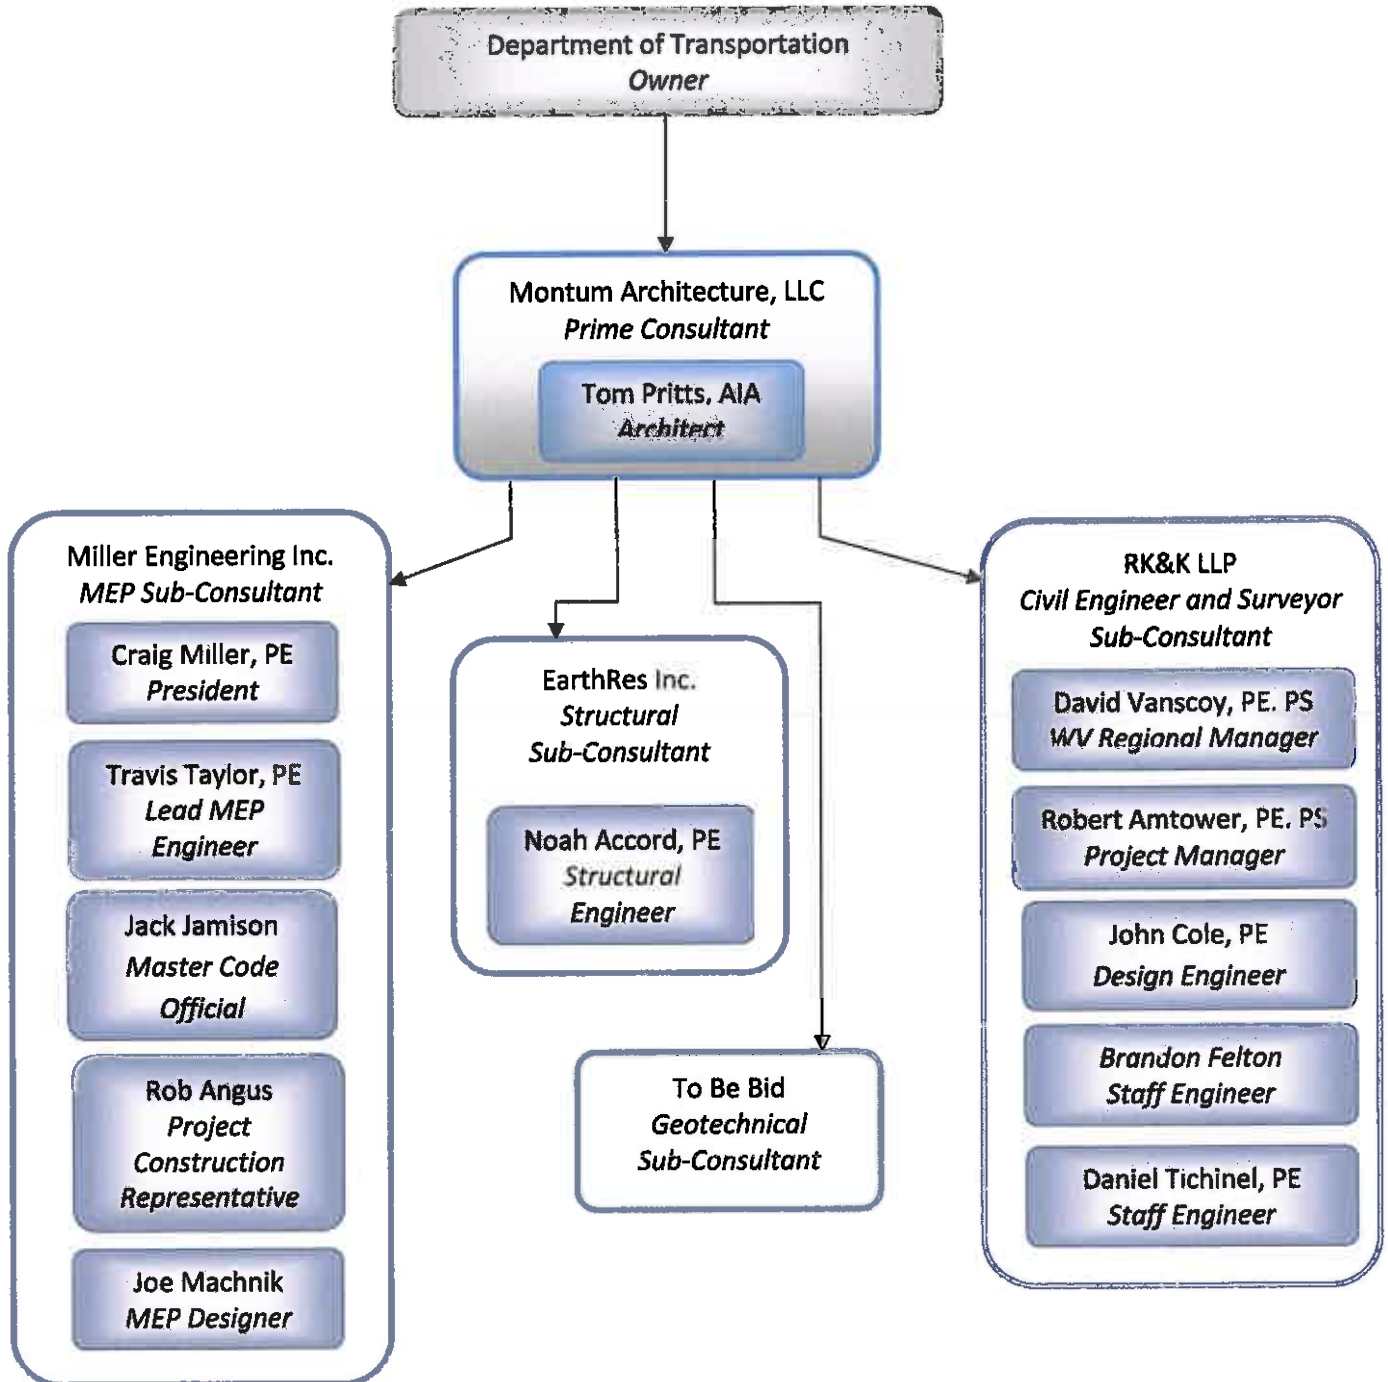 Department of Transportation
Owner
Montum Architecture, LLC
Prime Consultant
Tom Pritts, AIA
Architect
Miller Engineering Inc.
MEP Sub-Consultant
Craig Miller, PE
President
Travis Taylor, PE
Lead MEP
Engineer
Jack Jamison
Master Code
Official
Rob Angus
Project
Construction
Representative
Joe Machnik
MEP Designer
EarthRes Inc.
Structural
Sub-Consultant
Noah Accord, PE
Structural
Engineer
To Be Bid
Geotechnical
Sub-Consultant
RK&K LLP
Civil Engineer and Surveyor
Sub-Consultant
David Vanscoy, PE. PS
WV Regional Manager
Robert Amtower, PE. PS
Project Manager
John Cole, PE
Design Engineer
Brandon Felton
Staff Engineer
Daniel Tichinel, PE
Staff Engineer